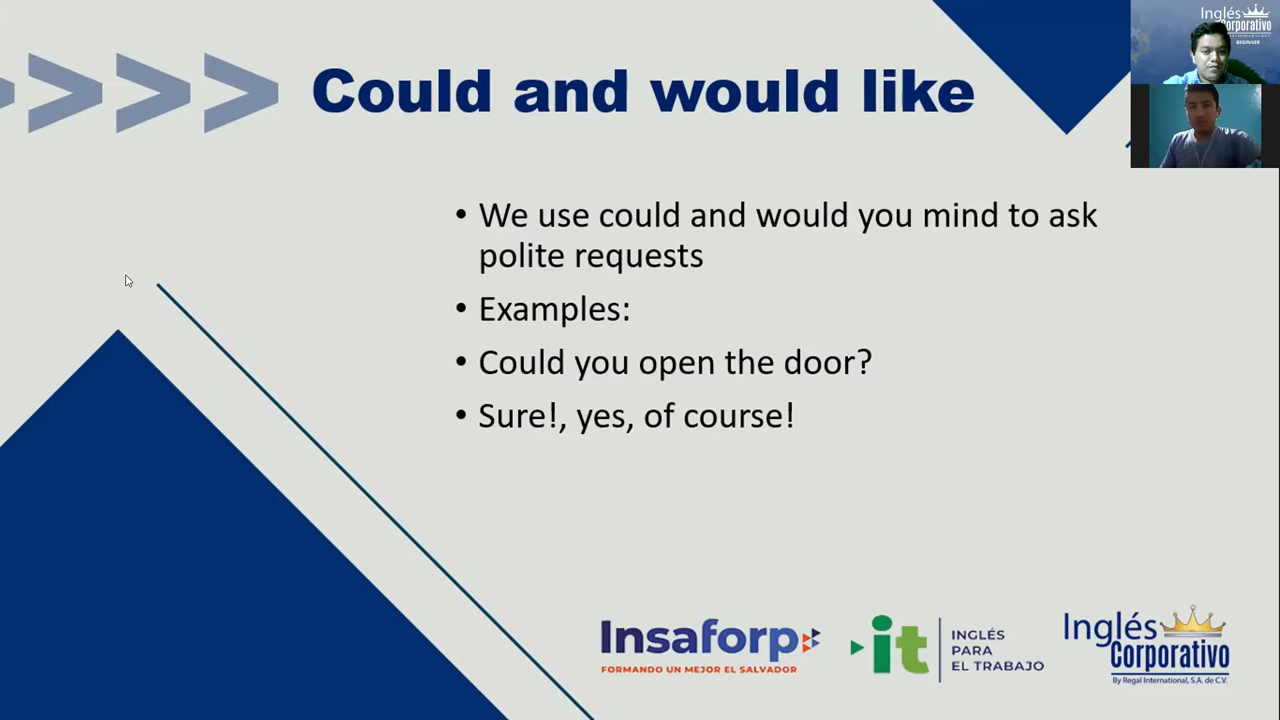 Could and would like
• We use could and would you mind to ask
polite requests
• Examples:
• Could you open the door?
• Sure!, yes, of course!
Insaforp
FORMANDO UN MEJOR EL SALVADOR
it
INGLÉS
PARA
EL TRABAJO
Inglés
Corporativo
By Regal International, S.A. de C.V.
Inglés
Corporativo
BEGINNER